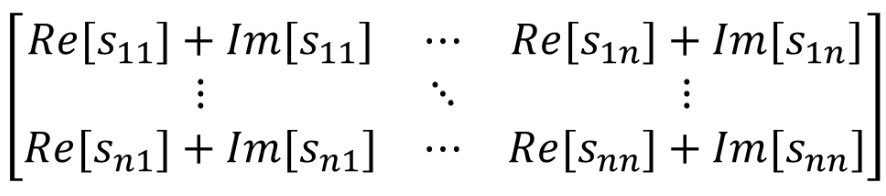 [Re[s₁₁] + Im[s₁₁] ⋯ Re[s₁ₙ] + Im[s₁ₙ]
⋮ ⋱ ⋮
Re[sₙ₁] + Im[sₙ₁] ⋯ Re[sₙₙ] + Im[sₙₙ]]